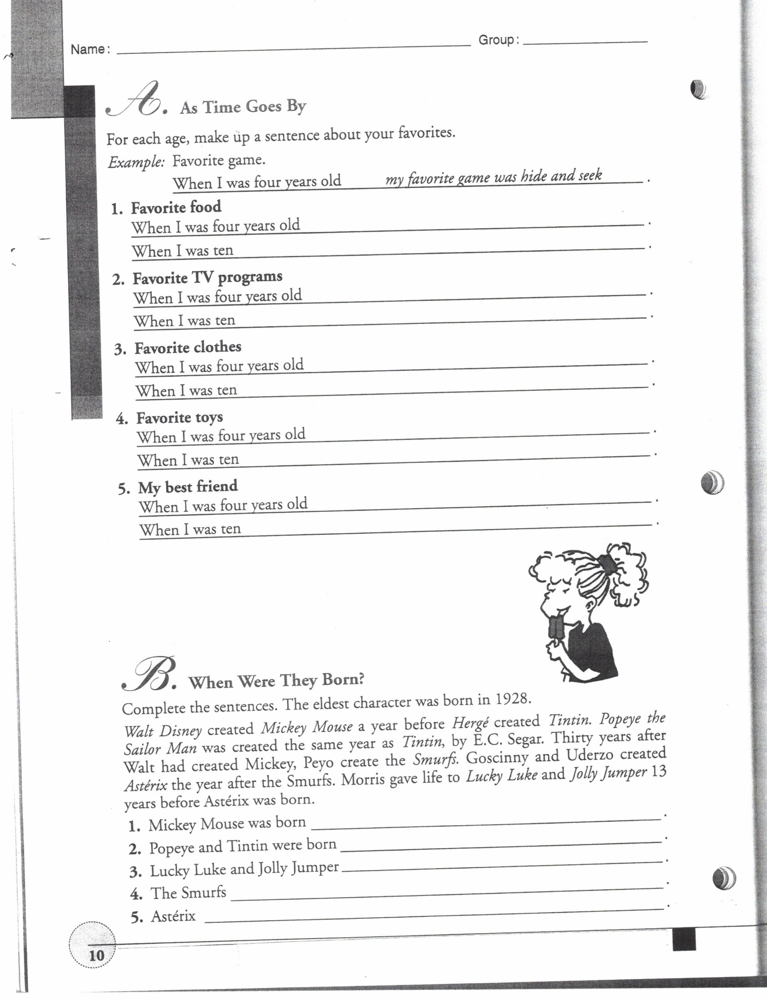 Name: Group:
A. As Time Goes By
For each age, make up a sentence about your favorites.
Example: Favorite game.
When I was four years old my favorite game was hide and seek .
1. Favorite food
When I was four years old .
When I was ten .
2. Favorite TV programs
When I was four years old .
When I was ten .
3. Favorite clothes
When I was four years old .
When I was ten .
4. Favorite toys
When I was four years old .
When I was ten .
5. My best friend
When I was four years old .
When I was ten .
B. When Were They Born?
Complete the sentences. The eldest character was born in 1928.
Walt Disney created Mickey Mouse a year before Hergé created Tintin. Popeye the
Sailor Man was created the same year as Tintin, by E.C. Segar. Thirty years after
Walt had created Mickey, Peyo create the Smurfs. Goscinny and Uderzo created
Astérix the year after the Smurfs. Morris gave life to Lucky Luke and Jolly Jumper 13
years before Astérix was born.
1. Mickey Mouse was born .
2. Popeye and Tintin were born .
3. Lucky Luke and Jolly Jumper .
4. The Smurfs .
5. Astérix .
10